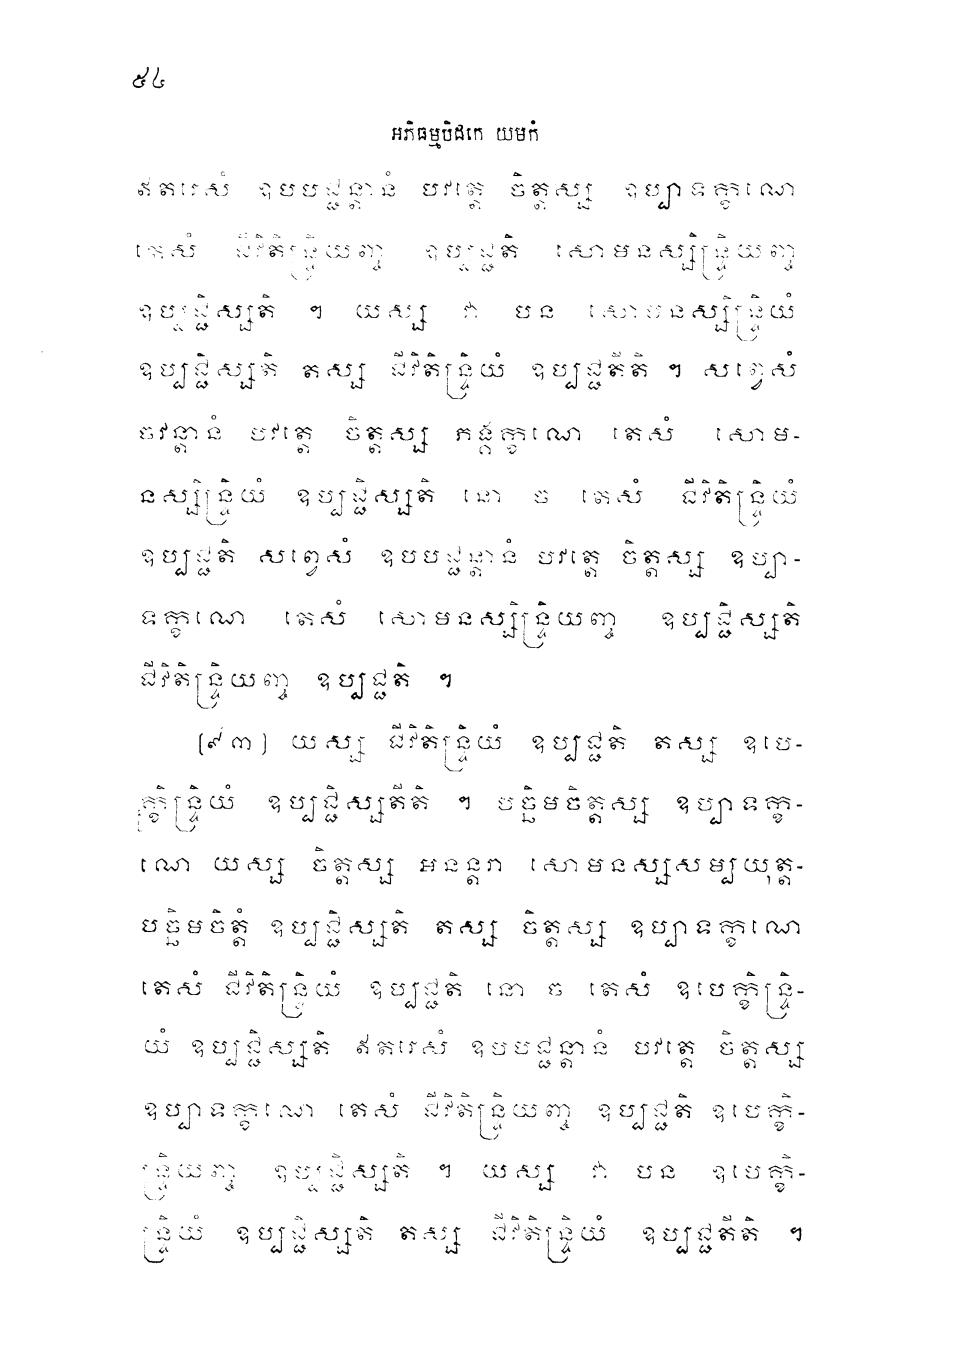 ៥៤
អភិធម្មបិដកេ យមកំ
ឥតរេសំ ឧបបជ្ជន្តានំ បវត្តេ ចិត្តស្ស ឧប្បាទក្ខណេ
តេសំ ជីវិតិន្ទ្រិយញ្ច ឧប្បជ្ជតិ សោមនស្សិន្ទ្រិយញ្ច
ឧប្បជ្ជិស្សតិ ។ យស្ស វា បន សោមនស្សិន្ទ្រិយំ
ឧប្បជ្ជិស្សតិ តស្ស ជីវិតិន្ទ្រិយំ ឧប្បជ្ជតីតិ ។ សព្វេសំ
ចវន្តានំ បវត្តេ ចិត្តស្ស ភង្គក្ខណេ តេសំ សោម-
នស្សិន្ទ្រិយំ ឧប្បជ្ជិស្សតិ នោ ច តេសំ ជីវិតិន្ទ្រិយំ
ឧប្បជ្ជតិ សព្វេសំ ឧបបជ្ជន្តានំ បវត្តេ ចិត្តស្ស ឧប្បា-
ទក្ខណេ តេសំ សោមនស្សិន្ទ្រិយញ្ច ឧប្បជ្ជិស្សតិ
ជីវិតិន្ទ្រិយញ្ច ឧប្បជ្ជតិ ។
(៩៣) យស្ស ជីវិតិន្ទ្រិយំ ឧប្បជ្ជតិ តស្ស ឧបេ-
ក្ខិន្ទ្រិយំ ឧប្បជ្ជិស្សតីតិ ។ បច្ឆិមចិត្តស្ស ឧប្បាទក្ខ-
ណេ យស្ស ចិត្តស្ស អនន្តរា សោមនស្សសម្បយុត្ត-
បច្ឆិមចិត្តំ ឧប្បជ្ជិស្សតិ តស្ស ចិត្តស្ស ឧប្បាទក្ខណេ
តេសំ ជីវិតិន្ទ្រិយំ ឧប្បជ្ជតិ នោ ច តេសំ ឧបេក្ខិន្ទ្រិ-
យំ ឧប្បជ្ជិស្សតិ ឥតរេសំ ឧបបជ្ជន្តានំ បវត្តេ ចិត្តស្ស
ឧប្បាទក្ខណេ តេសំ ជីវិតិន្ទ្រិយញ្ច ឧប្បជ្ជតិ ឧបេក្ខិ-
ន្ទ្រិយញ្ច ឧប្បជ្ជិស្សតិ ។ យស្ស វា បន ឧបេក្ខិ-
ន្ទ្រិយំ ឧប្បជ្ជិស្សតិ តស្ស ជីវិតិន្ទ្រិយំ ឧប្បជ្ជតីតិ ។